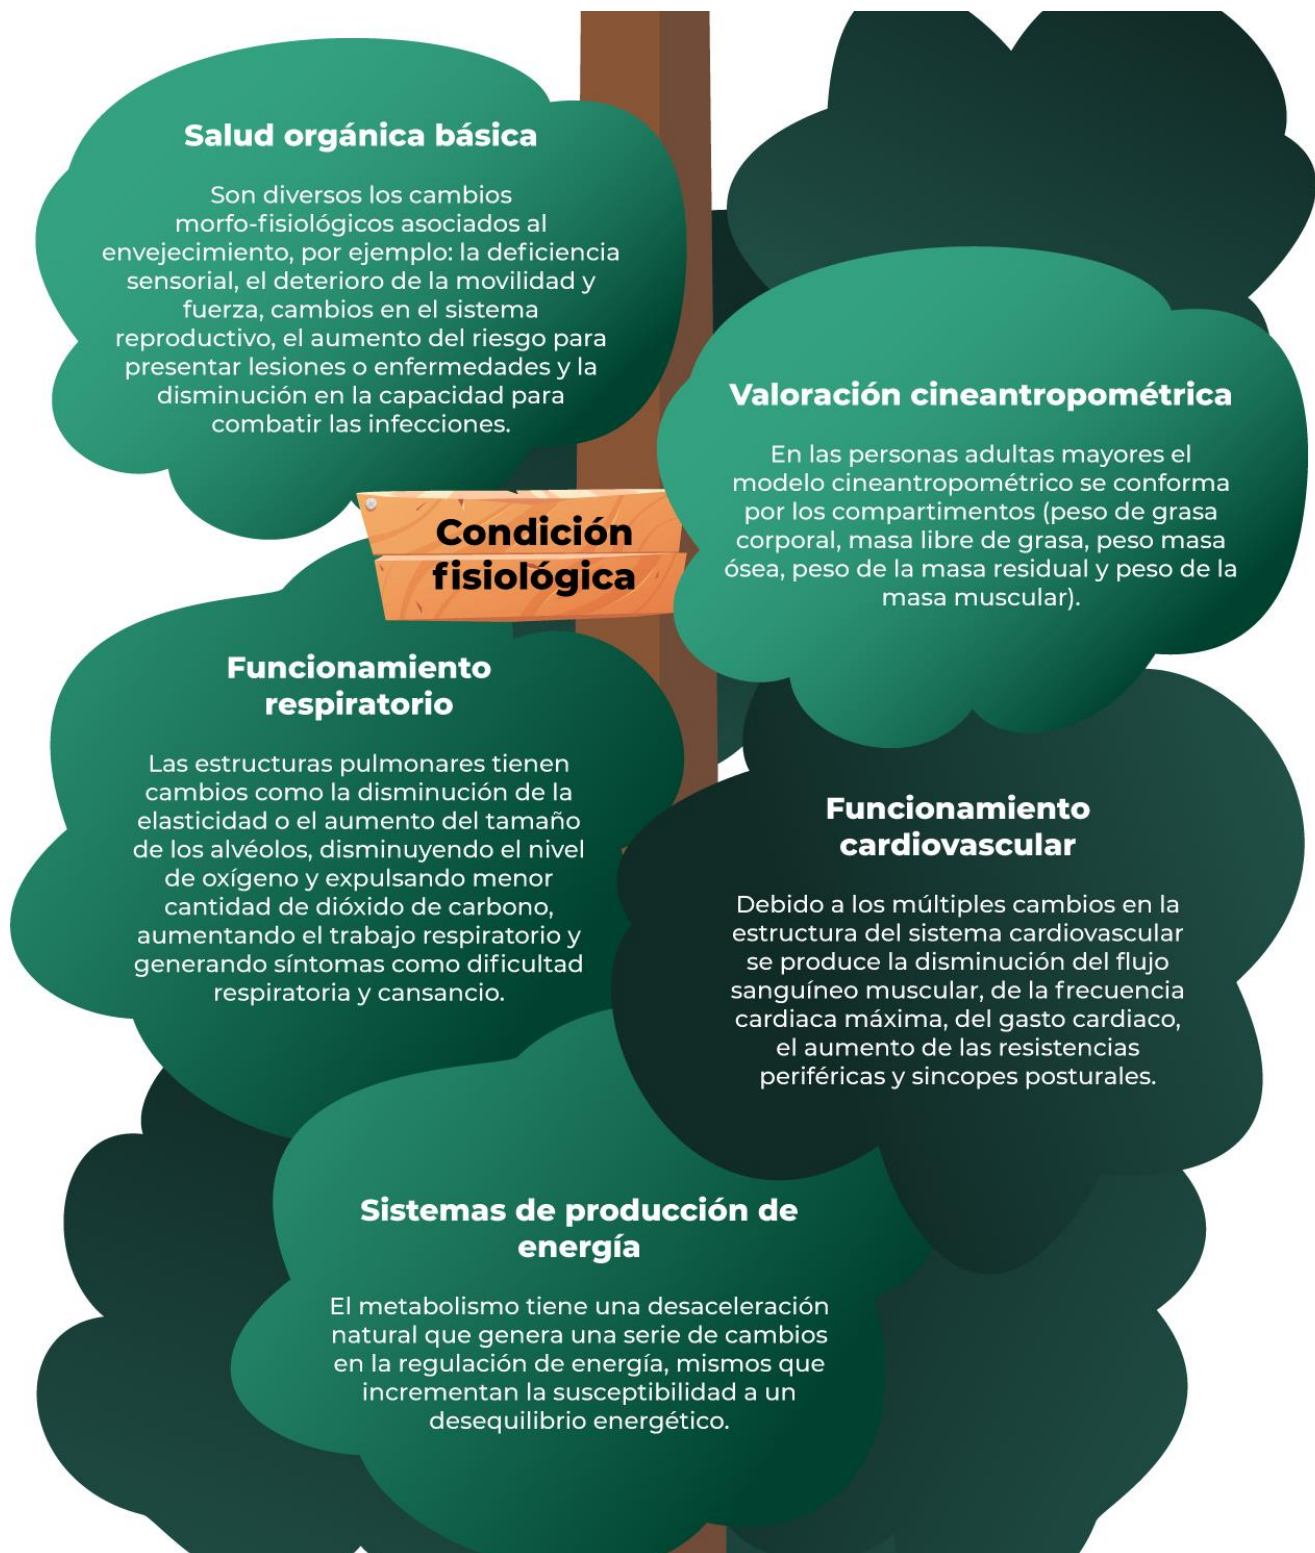 Salud orgánica básica
Son diversos los cambios
morfo-fisiológicos asociados al
envejecimiento, por ejemplo: la deficiencia
sensorial, el deterioro de la movilidad y
fuerza, cambios en el sistema
reproductivo, el aumento del riesgo para
presentar lesiones o enfermedades y la
disminución en la capacidad para
combatir las infecciones.
Valoración cineantropométrica
En las personas adultas mayores el
modelo cineantropométrico se conforma
por los compartimentos (peso de grasa
corporal, masa libre de grasa, peso masa
ósea, peso de la masa residual y peso de la
masa muscular).
Condición
fisiológica
Funcionamiento
respiratorio
Las estructuras pulmonares tienen
cambios como la disminución de la
elasticidad o el aumento del tamaño
de los alvéolos, disminuyendo el nivel
de oxígeno y expulsando menor
cantidad de dióxido de carbono,
aumentando el trabajo respiratorio y
generando síntomas como dificultad
respiratoria y cansancio.
Funcionamiento
cardiovascular
Debido a los múltiples cambios en la
estructura del sistema cardiovascular
se produce la disminución del flujo
sanguíneo muscular, de la frecuencia
cardiaca máxima, del gasto cardiaco,
el aumento de las resistencias
periféricas y sincopes posturales.
Sistemas de producción de
energía
El metabolismo tiene una desaceleración
natural que genera una serie de cambios
en la regulación de energía, mismos que
incrementan la susceptibilidad a un
desequilibrio energético.